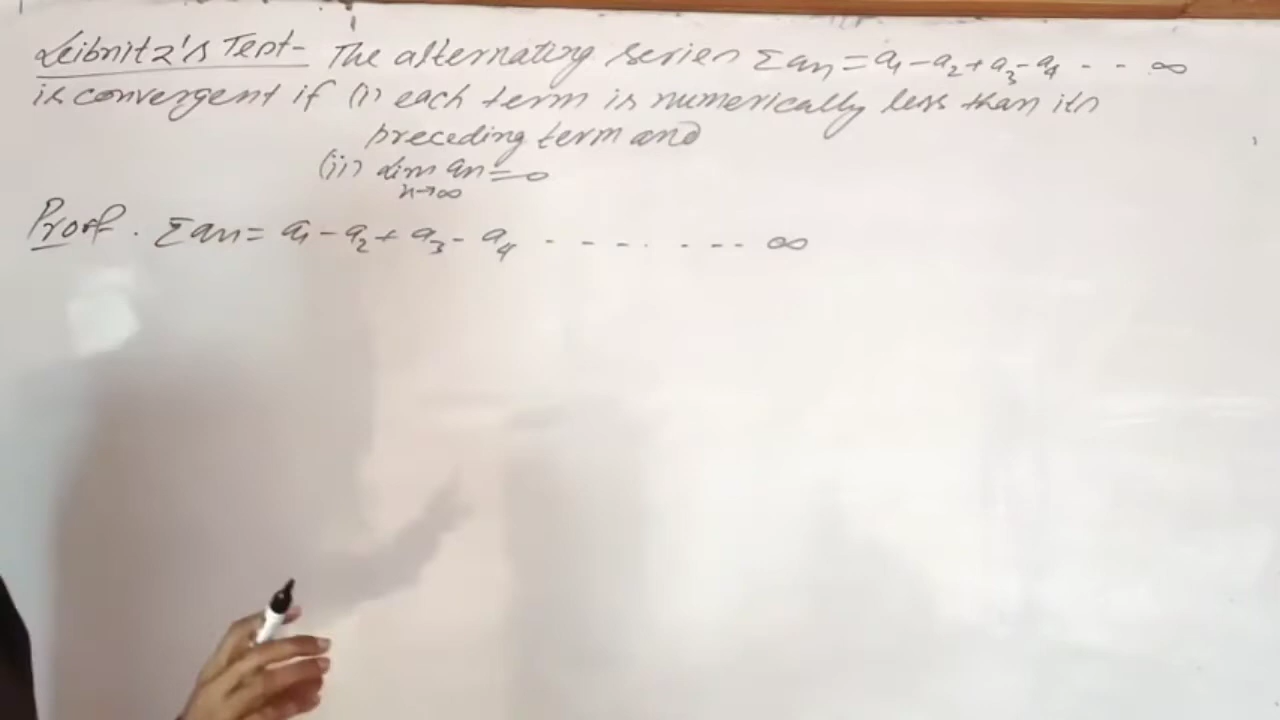 Leibnitz's Test- The alternating series Σan = a₁ - a₂ + a₃ - a₄ - - - ∞
is convergent if (i) each term is numerically less than its
preceding term and
(ii) Lim an = 0
n→∞
Proof. Σan = a₁ - a₂ + a₃ - a₄ - - - - - - - - ∞